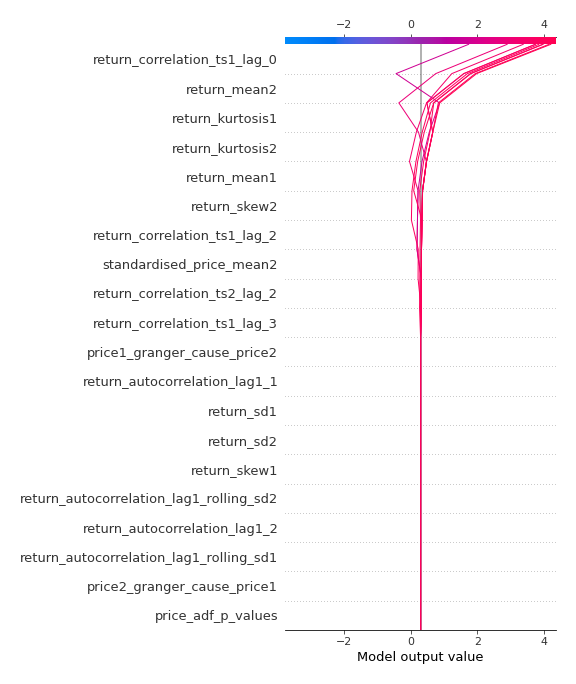 −2 0 2 4
return_correlation_ts1_lag_0
return_mean2
return_kurtosis1
return_kurtosis2
return_mean1
return_skew2
return_correlation_ts1_lag_2
standardised_price_mean2
return_correlation_ts2_lag_2
return_correlation_ts1_lag_3
price1_granger_cause_price2
return_autocorrelation_lag1_1
return_sd1
return_sd2
return_skew1
return_autocorrelation_lag1_rolling_sd2
return_autocorrelation_lag1_2
return_autocorrelation_lag1_rolling_sd1
price2_granger_cause_price1
price_adf_p_values
−2 0 2 4
Model output value